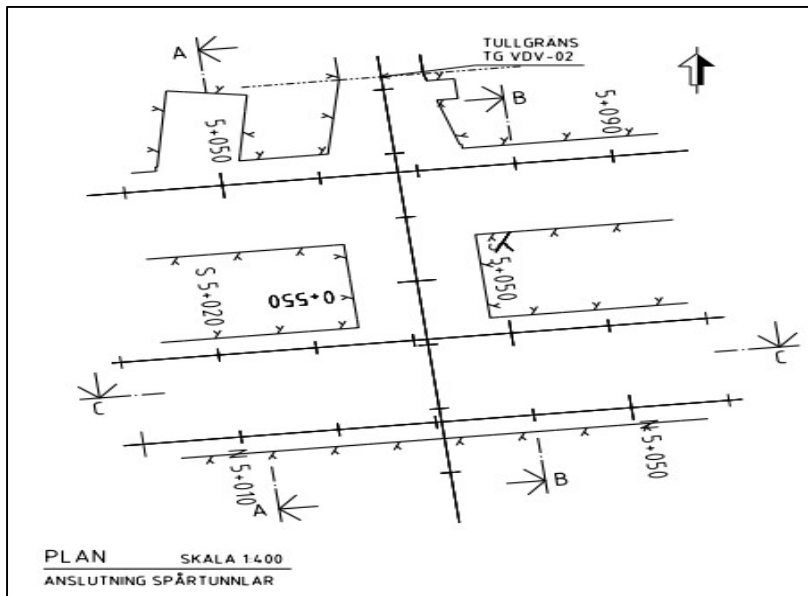 A
TULLGRÄNS
TG VDV-02
B
5+050
5+090
S 5+020
0+550
S 5+050
C
C
N 5+010
N 5+050
A
B
PLAN SKALA 1:400
ANSLUTNING SPÅRTUNNLAR